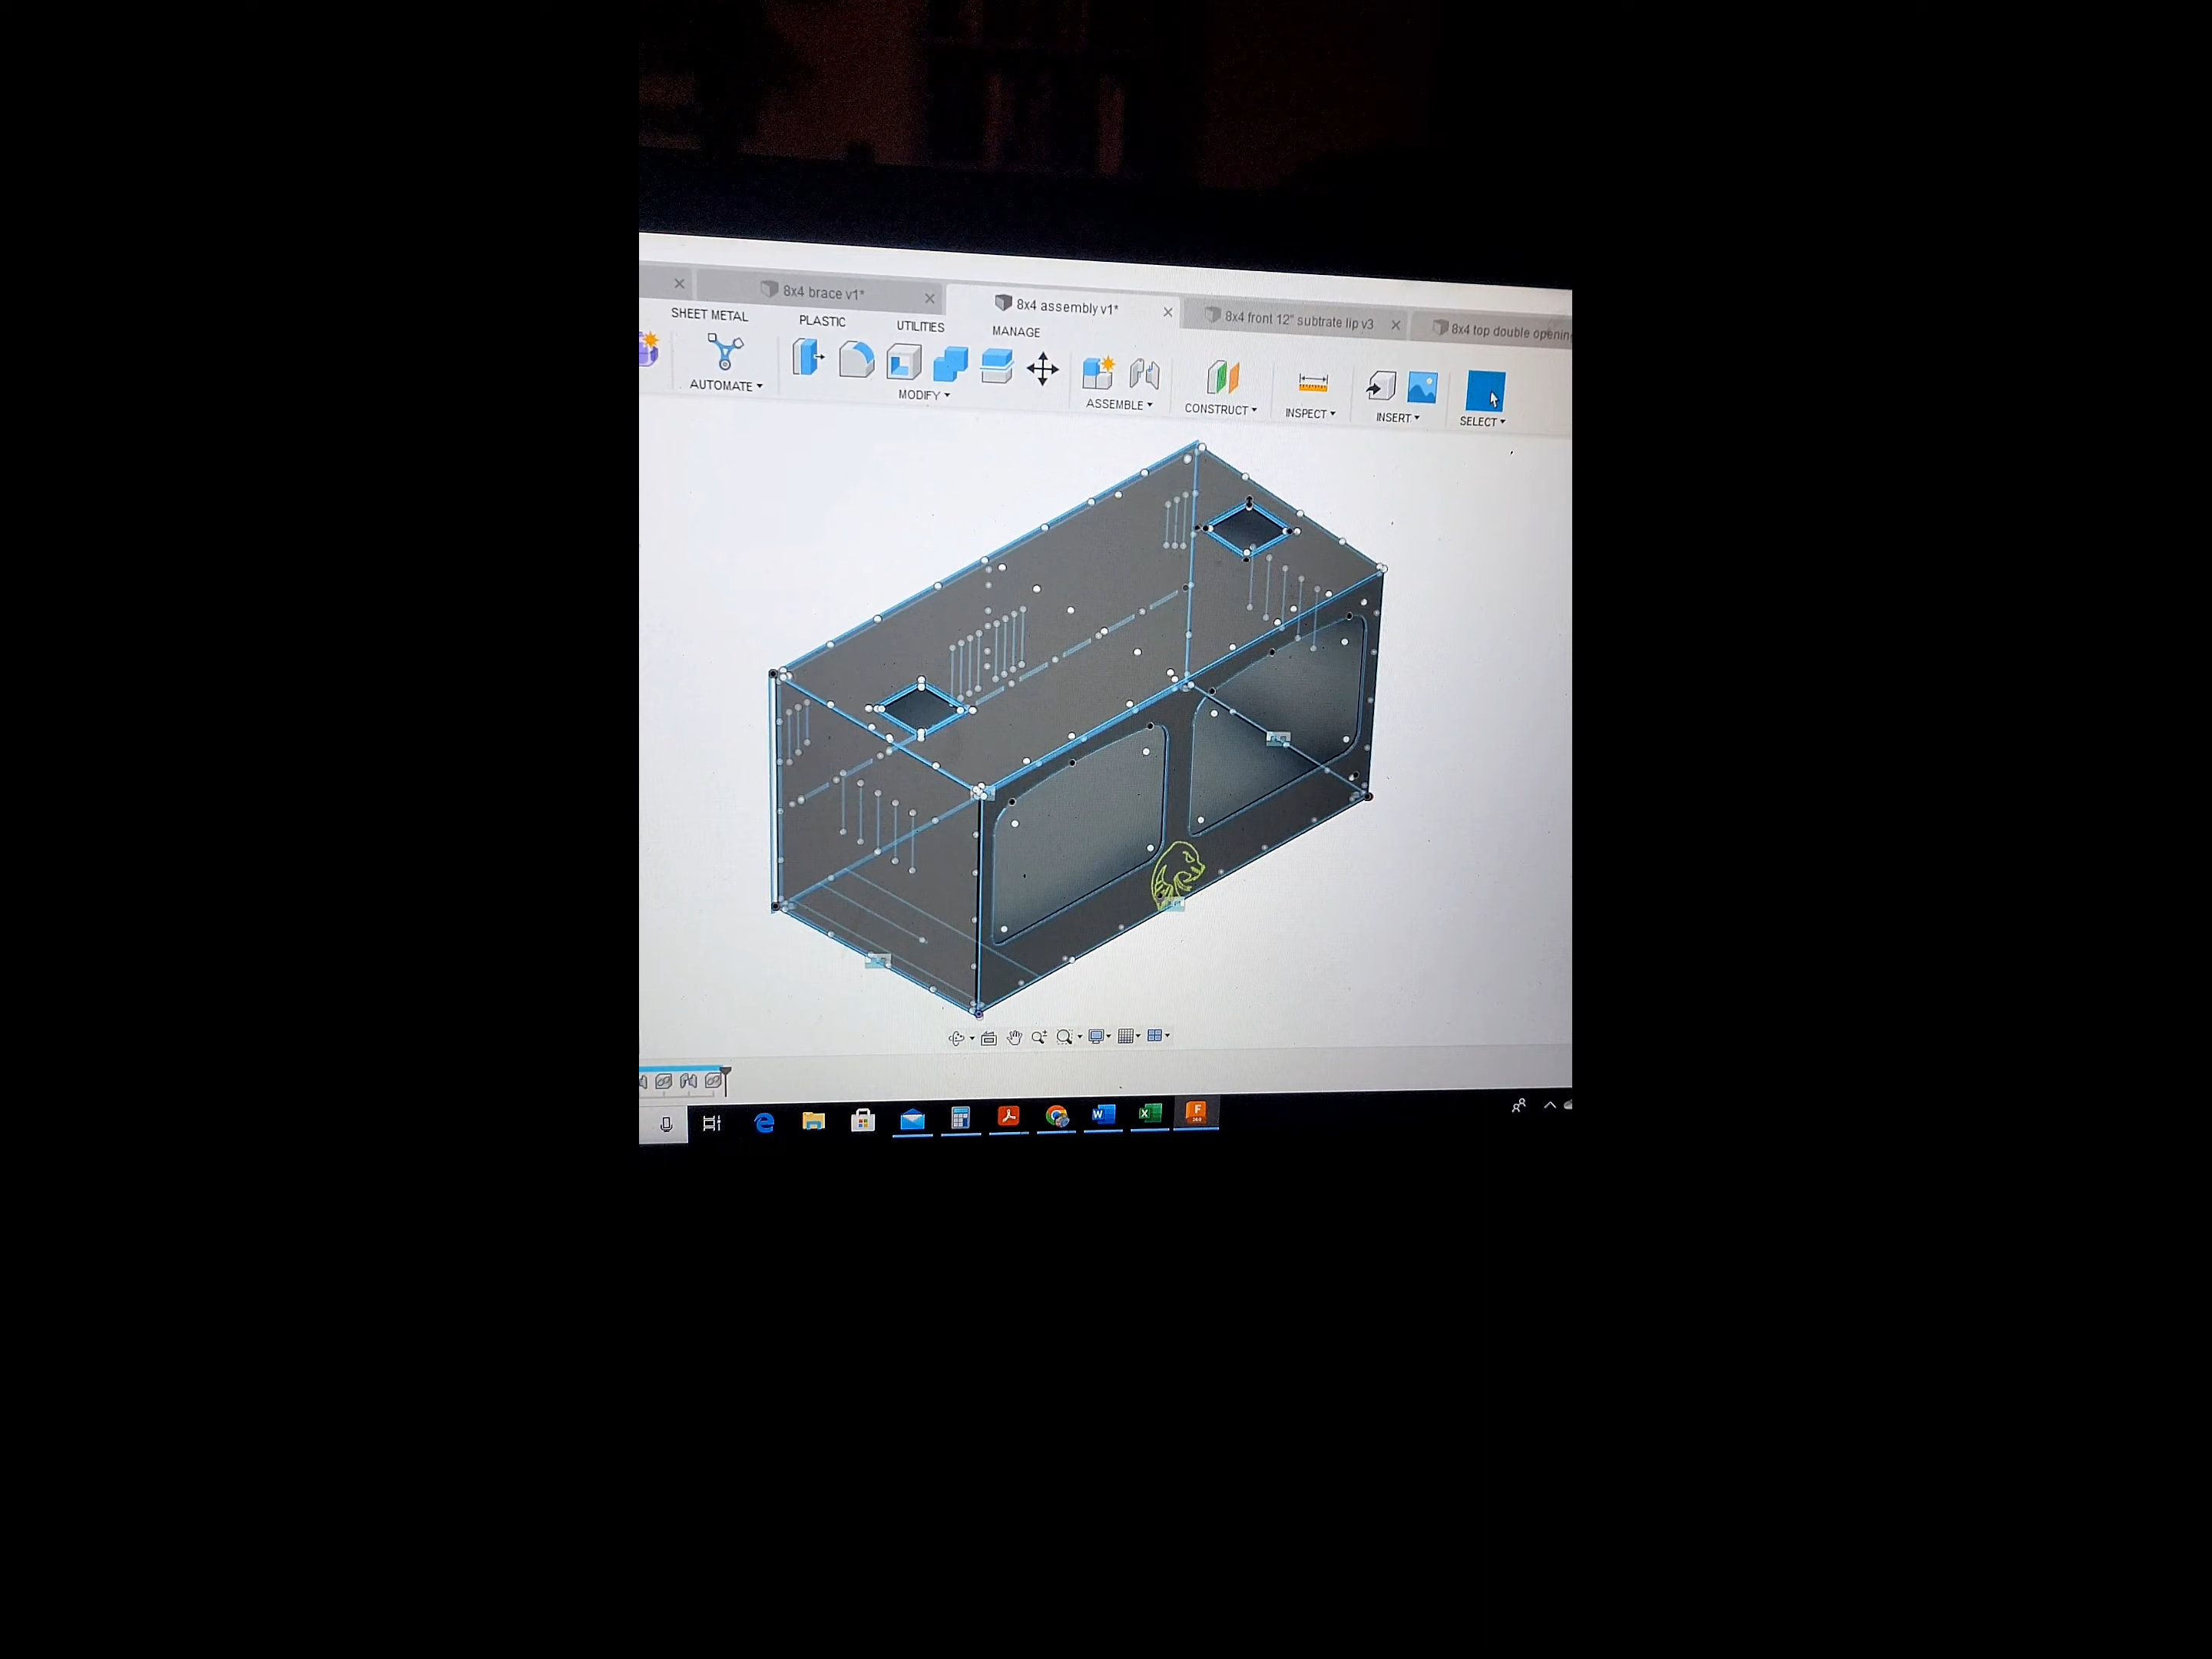 8x4 brace v1*
8x4 assembly v1*
8x4 front 12" subtrate lip v3
8x4 top double openin
SHEET METAL
PLASTIC
UTILITIES
MANAGE
AUTOMATE
MODIFY
ASSEMBLE
CONSTRUCT
INSPECT
INSERT
SELECT
W
X
F